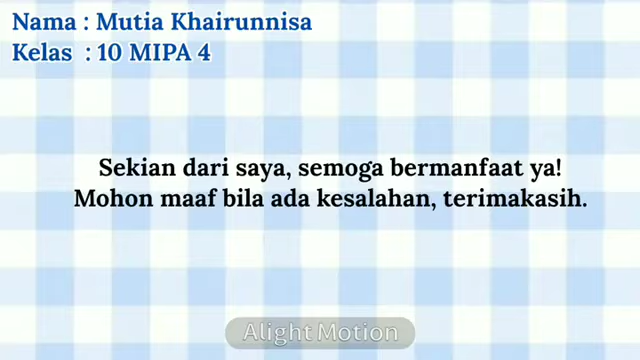 Nama : Mutia Khairunnisa
Kelas : 10 MIPA 4
Sekian dari saya, semoga bermanfaat ya!
Mohon maaf bila ada kesalahan, terimakasih.
Alight Motion